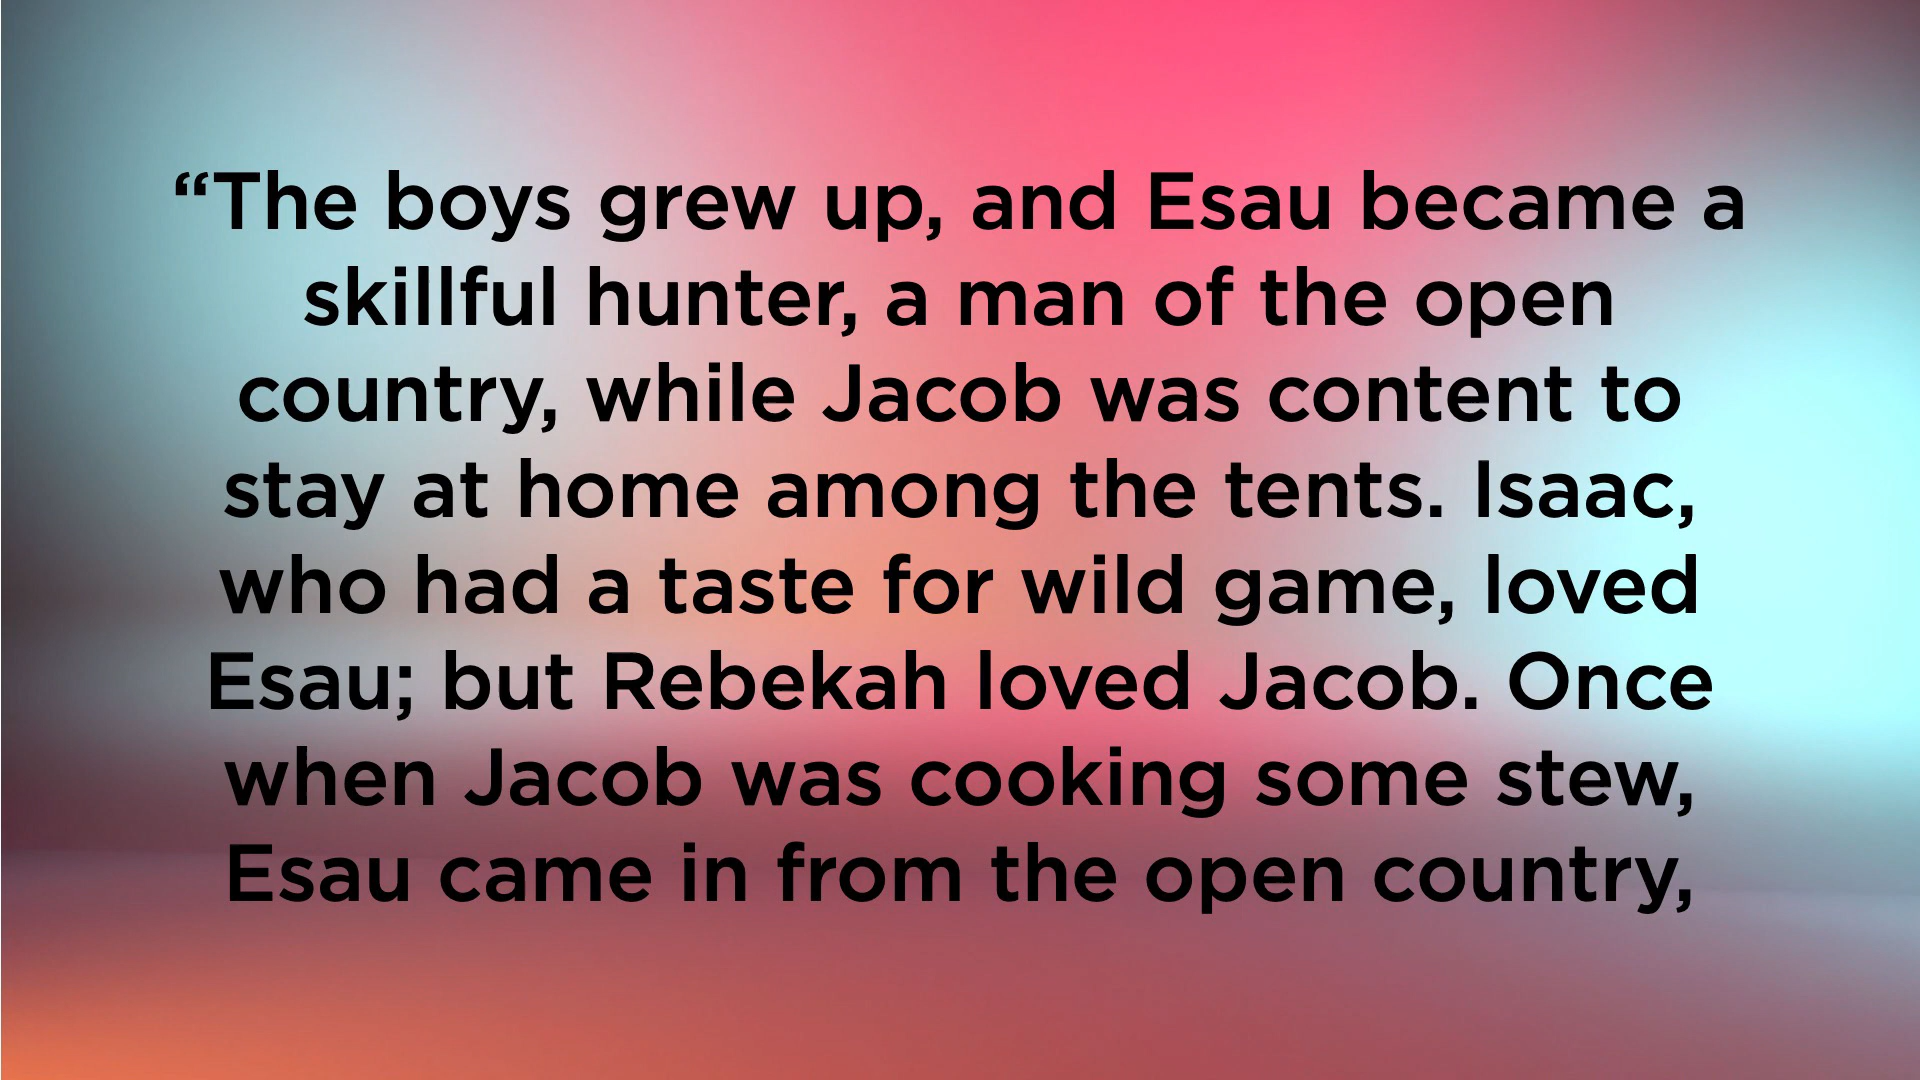 “The boys grew up, and Esau became a
skillful hunter, a man of the open
country, while Jacob was content to
stay at home among the tents. Isaac,
who had a taste for wild game, loved
Esau; but Rebekah loved Jacob. Once
when Jacob was cooking some stew,
Esau came in from the open country,